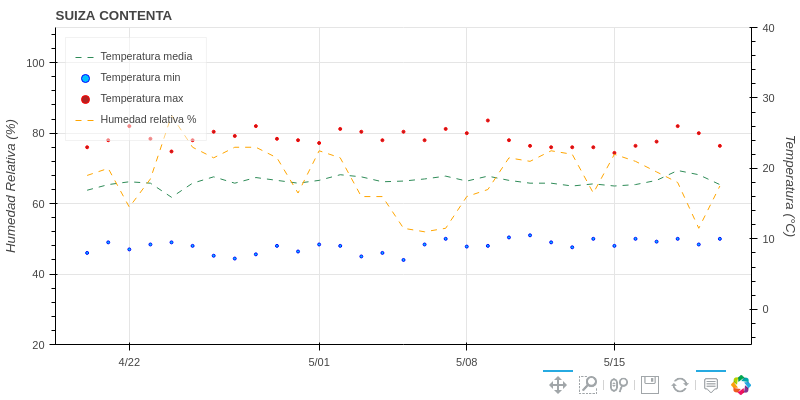 SUIZA CONTENTA
Temperatura media
Temperatura min
Temperatura max
Humedad relativa %
Humedad Relativa (%)
100
80
60
40
20
Temperatura (°C)
40
30
20
10
0
4/22
5/01
5/08
5/15